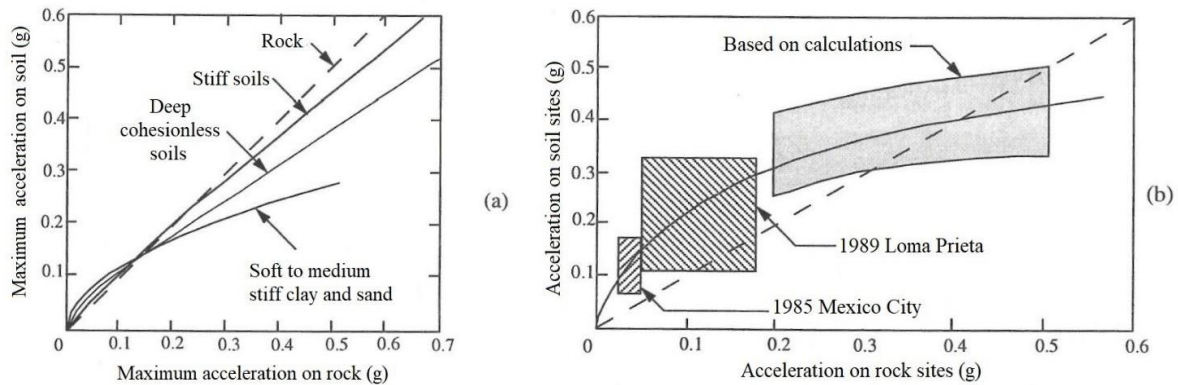 Maximum acceleration on soil (g)
0.6
0.5
0.4
0.3
0.2
0.1
Rock
Stiff soils
Deep
cohesionless
soils
Soft to medium
stiff clay and sand
0
0.1
0.2
0.3
0.4
0.5
0.6
0.7
Maximum acceleration on rock (g)
(a)
Acceleration on soil sites (g)
0.6
0.5
0.4
0.3
0.2
0.1
0
Based on calculations
1989 Loma Prieta
1985 Mexico City
0
0.1
0.2
0.3
0.4
0.5
0.6
Acceleration on rock sites (g)
(b)